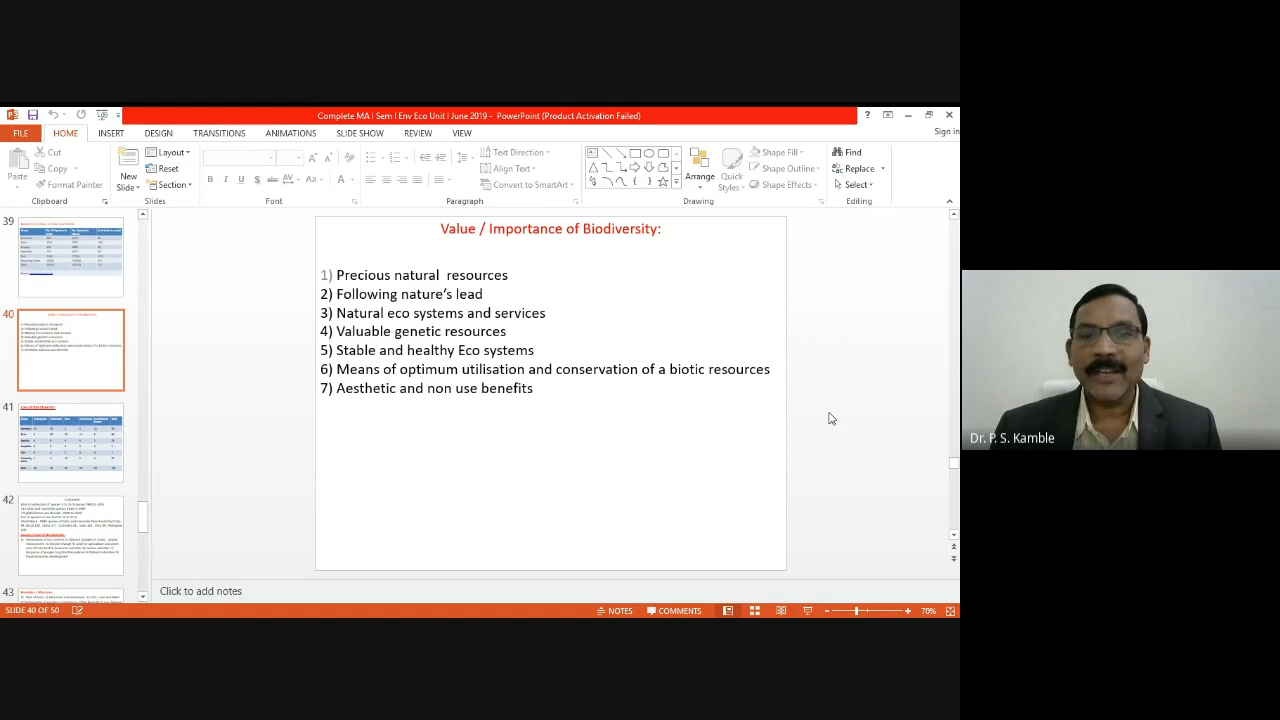 Complete MA I Sem I Env Eco Unit I June 2019 - PowerPoint (Product Activation Failed)
FILE HOME INSERT DESIGN TRANSITIONS ANIMATIONS SLIDE SHOW REVIEW VIEW Sign in
Paste
Cut
Copy
Format Painter
Clipboard
New
Slide
Layout
Reset
Section
Slides
Font
Text Direction
Align Text
Convert to SmartArt
Paragraph
Arrange
Quick
Styles
Shape Fill
Shape Outline
Shape Effects
Drawing
Find
Replace
Select
Editing
39
40
41
42
43
Value / Importance of Biodiversity:
1) Precious natural resources
2) Following nature's lead
3) Natural eco systems and services
4) Valuable genetic resources
5) Stable and healthy Eco systems
6) Means of optimum utilisation and conservation of a biotic resources
7) Aesthetic and non use benefits
Dr. P. S. Kamble
Click to add notes
SLIDE 40 OF 50 NOTES COMMENTS 70%